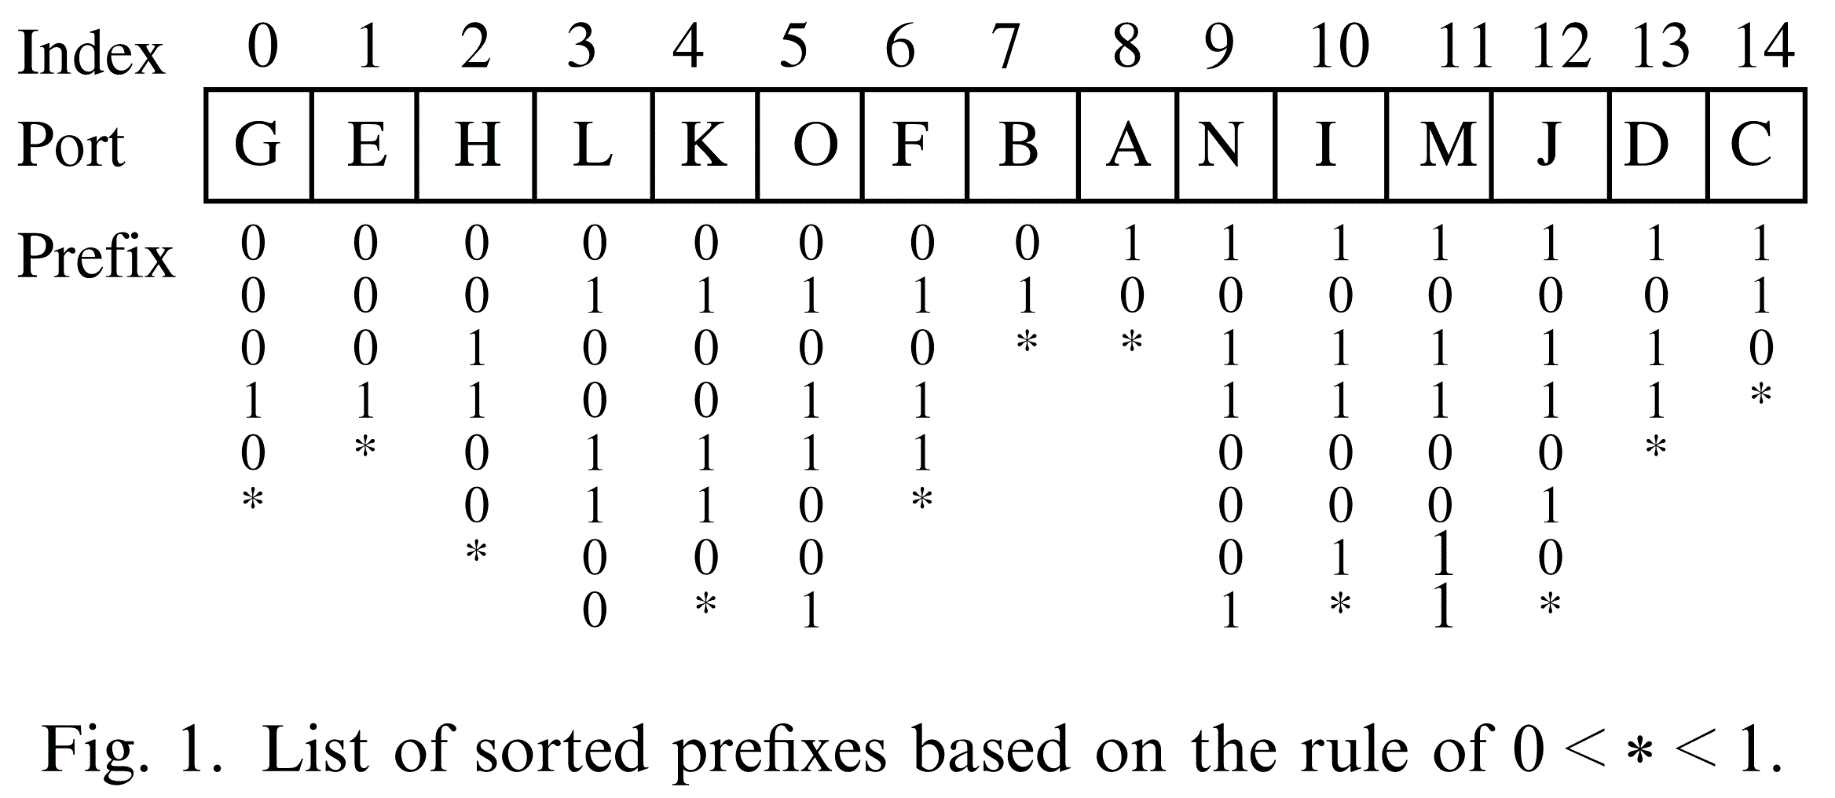 Index 0 1 2 3 4 5 6 7 8 9 10 11 12 13 14
Port G E H L K O F B A N I M J D C
Prefix 0 0 0 0 0 0 0 0 1 1 1 1 1 1 1
0 0 0 1 1 1 1 1 0 0 0 0 0 0 1
0 0 1 0 0 0 0 * * 1 1 1 1 1 0
1 1 1 0 0 1 1 1 1 1 1 1 *
0 * 0 1 1 1 1 0 0 0 0 *
* 0 1 1 0 * 0 0 0 1
* 0 0 0 0 1 1 0
0 * 1 1 * 1 *
Fig. 1. List of sorted prefixes based on the rule of 0 < * < 1.